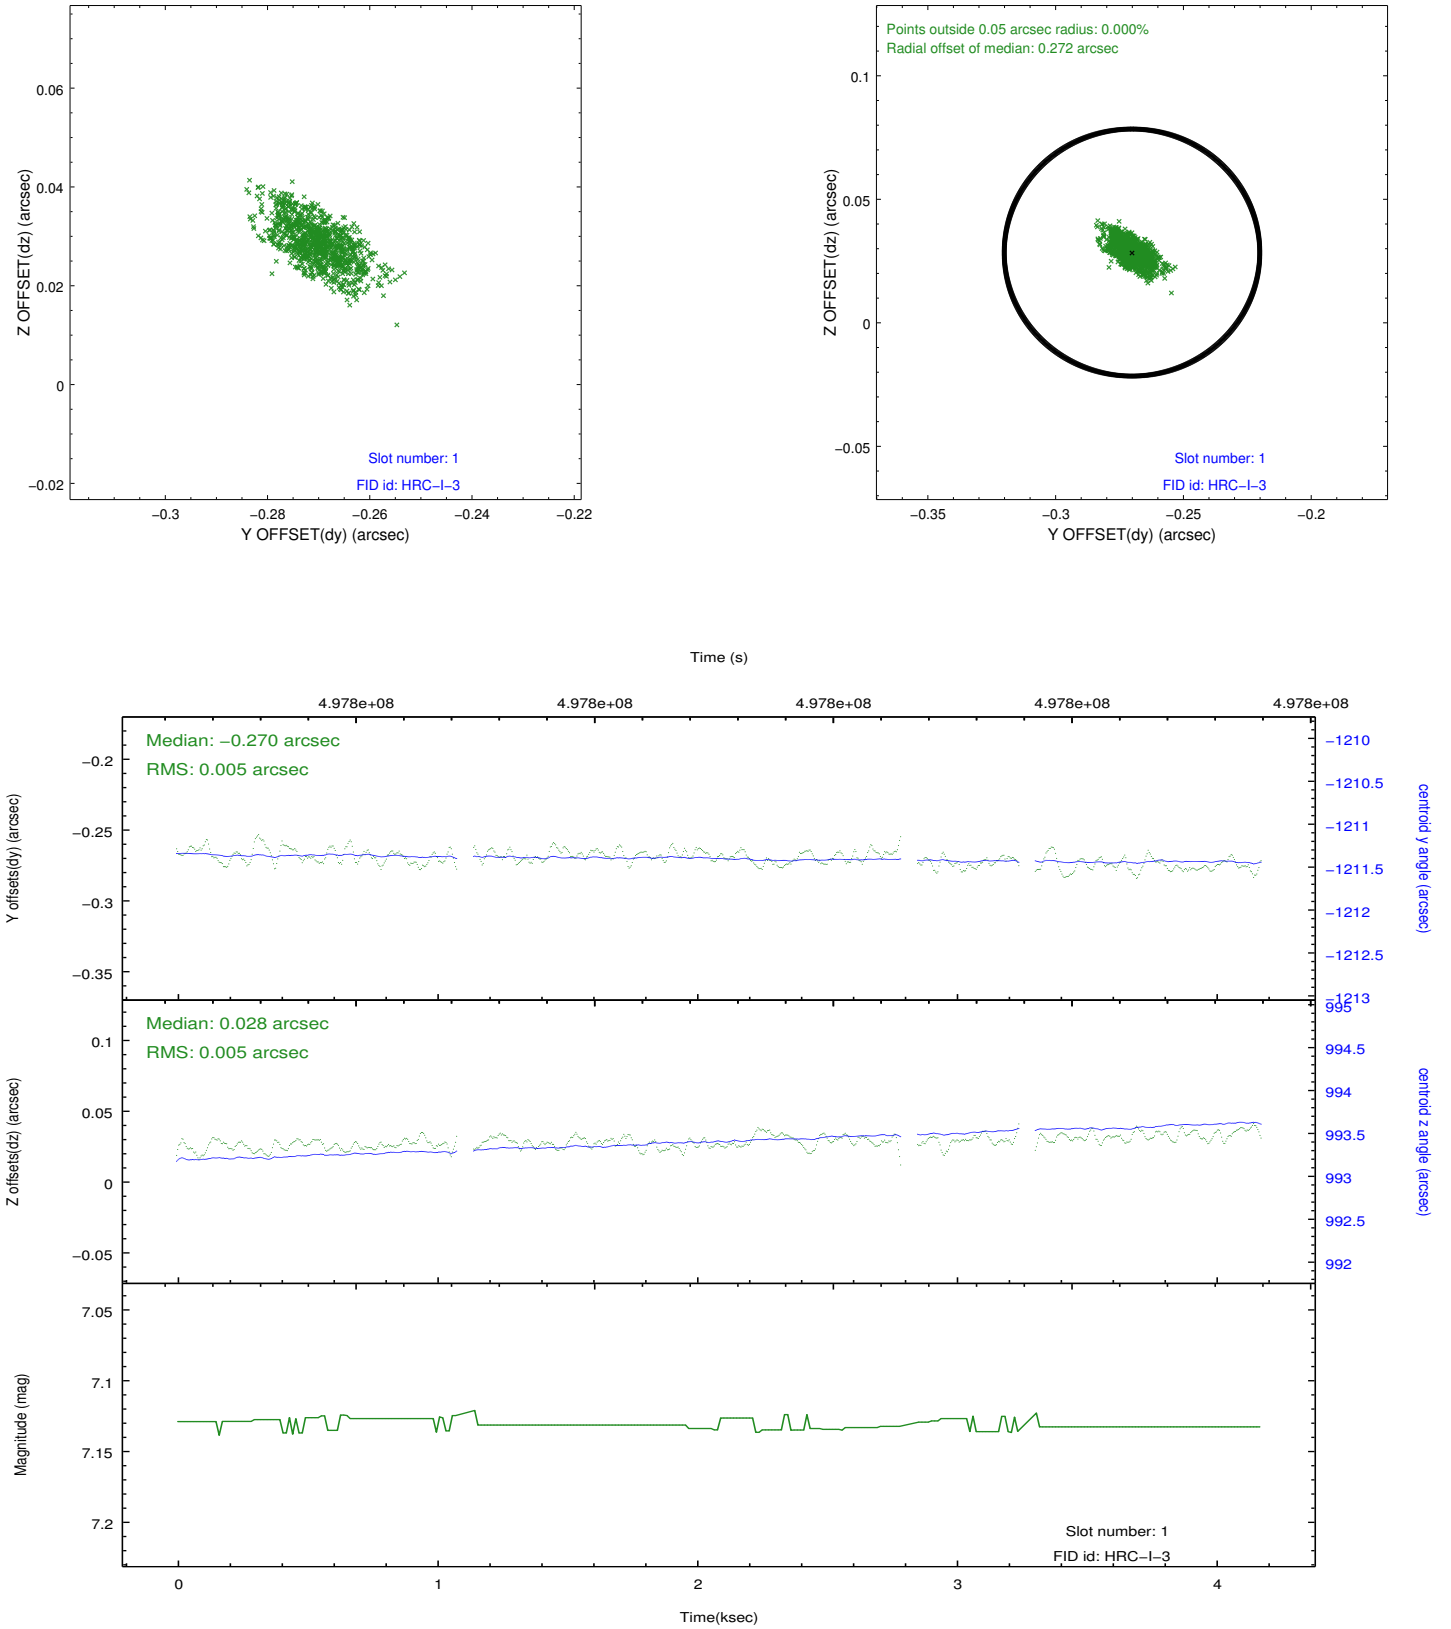 0.06
0.04
0.02
0
−0.02
Z OFFSET(dz) (arcsec)
Slot number: 1
FID id: HRC−I−3
−0.3
−0.28
−0.26
−0.24
−0.22
Y OFFSET(dy) (arcsec)
Points outside 0.05 arcsec radius: 0.000%
Radial offset of median: 0.272 arcsec
0.1
0.05
0
−0.05
Z OFFSET(dz) (arcsec)
Slot number: 1
FID id: HRC−I−3
−0.35
−0.3
−0.25
−0.2
Y OFFSET(dy) (arcsec)
Time (s)
4.978e+08
4.978e+08
4.978e+08
4.978e+08
4.978e+08
Median: −0.270 arcsec
RMS: 0.005 arcsec
−0.2
−0.25
−0.3
−0.35
Y offsets(dy) (arcsec)
−1210
−1210.5
−1211
−1211.5
−1212
−1212.5
−1213
centroid y angle (arcsec)
Median: 0.028 arcsec
RMS: 0.005 arcsec
0.1
0.05
0
−0.05
Z offsets(dz) (arcsec)
995
994.5
994
993.5
993
992.5
992
centroid z angle (arcsec)
7.05
7.1
7.15
7.2
Magnitude (mag)
Slot number: 1
FID id: HRC−I−3
0
1
2
3
4
Time(ksec)